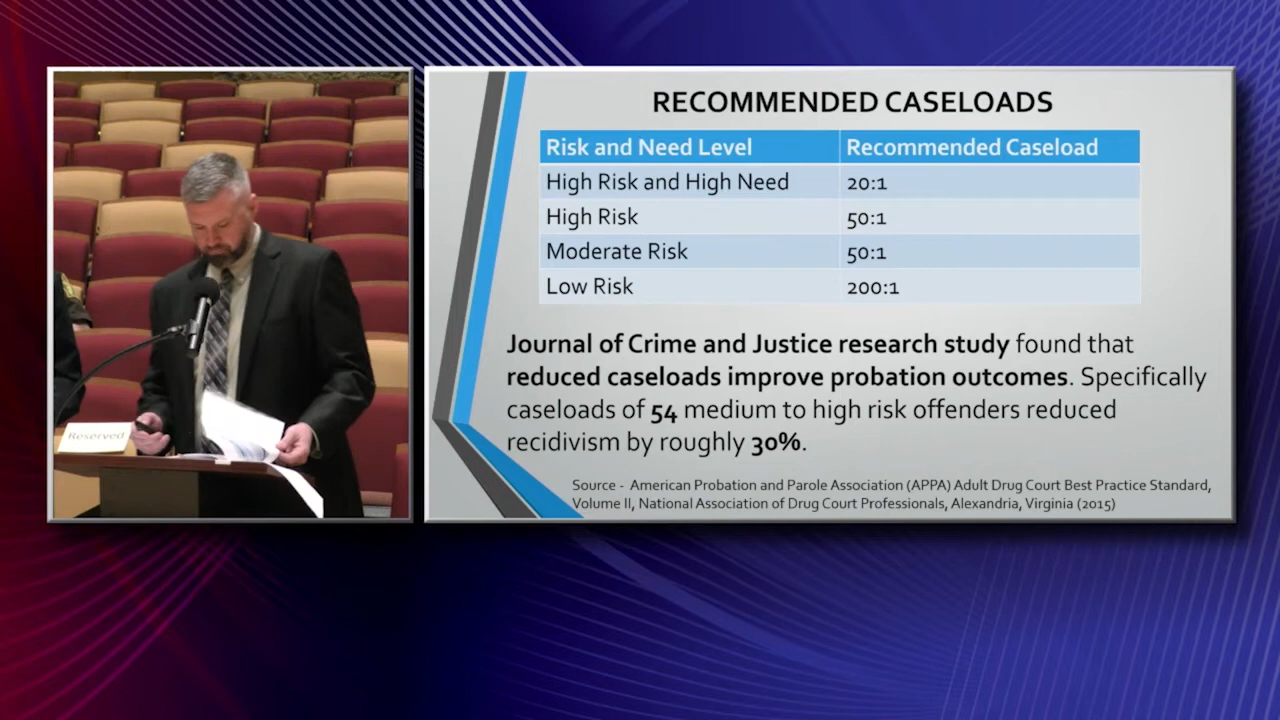 Reserved
RECOMMENDED CASELOADS
Risk and Need Level Recommended Caseload
High Risk and High Need 20:1
High Risk 50:1
Moderate Risk 50:1
Low Risk 200:1
Journal of Crime and Justice research study found that
reduced caseloads improve probation outcomes. Specifically
caseloads of 54 medium to high risk offenders reduced
recidivism by roughly 30%.
Source - American Probation and Parole Association (APPA) Adult Drug Court Best Practice Standard,
Volume II, National Association of Drug Court Professionals, Alexandria, Virginia (2015)